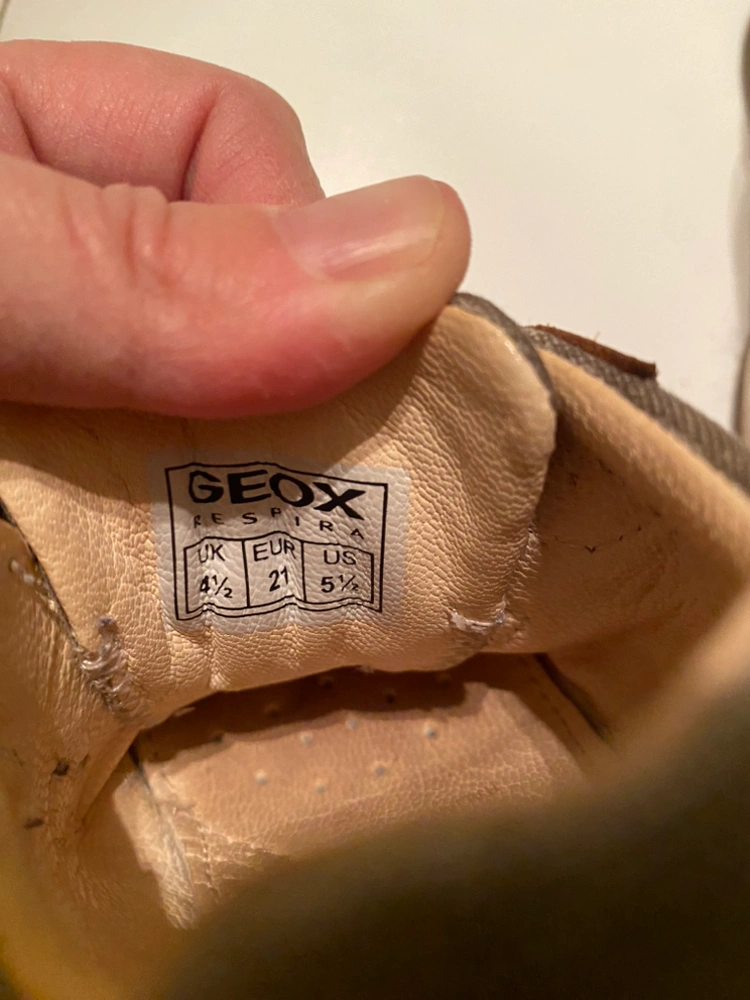 GEOX
RESPIRA
UK EUR US
4½ 21 5½